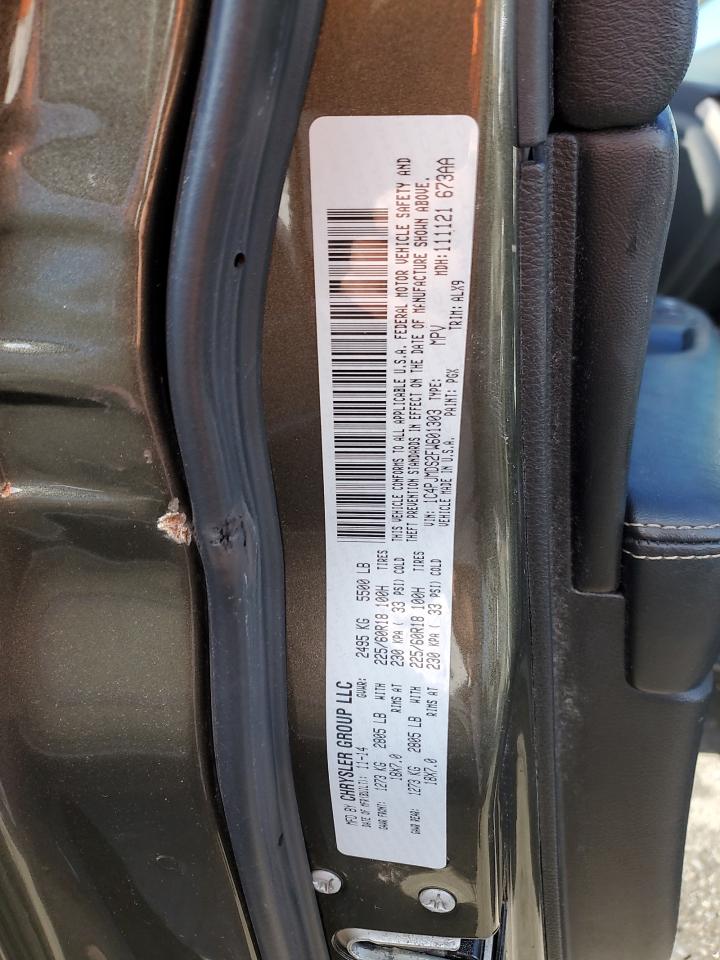 MFD BY CHRYSLER GROUP LLC
DATE OF MFR(BUILT): 11-14 GVWR: 2495 KG 5500 LB
GAWR FRONT: 1273 KG 2805 LB WITH 225/60R18 100H TIRES
18X7.0 RIMS AT 230 KPA ( 33 PSI) COLD
GAWR REAR: 1273 KG 2805 LB WITH 225/60R18 100H TIRES
18X7.0 RIMS AT 230 KPA ( 33 PSI) COLD
THIS VEHICLE CONFORMS TO ALL APPLICABLE U.S.A. FEDERAL MOTOR VEHICLE SAFETY AND
THEFT PREVENTION STANDARDS IN EFFECT ON THE DATE OF MANUFACTURE SHOWN ABOVE.
VIN: 1C4PJMDS2FW601303 TYPE: MPV MDH:111121 673AA
VEHICLE MADE IN U.S.A. PAINT: PGX TRIM: ALX9